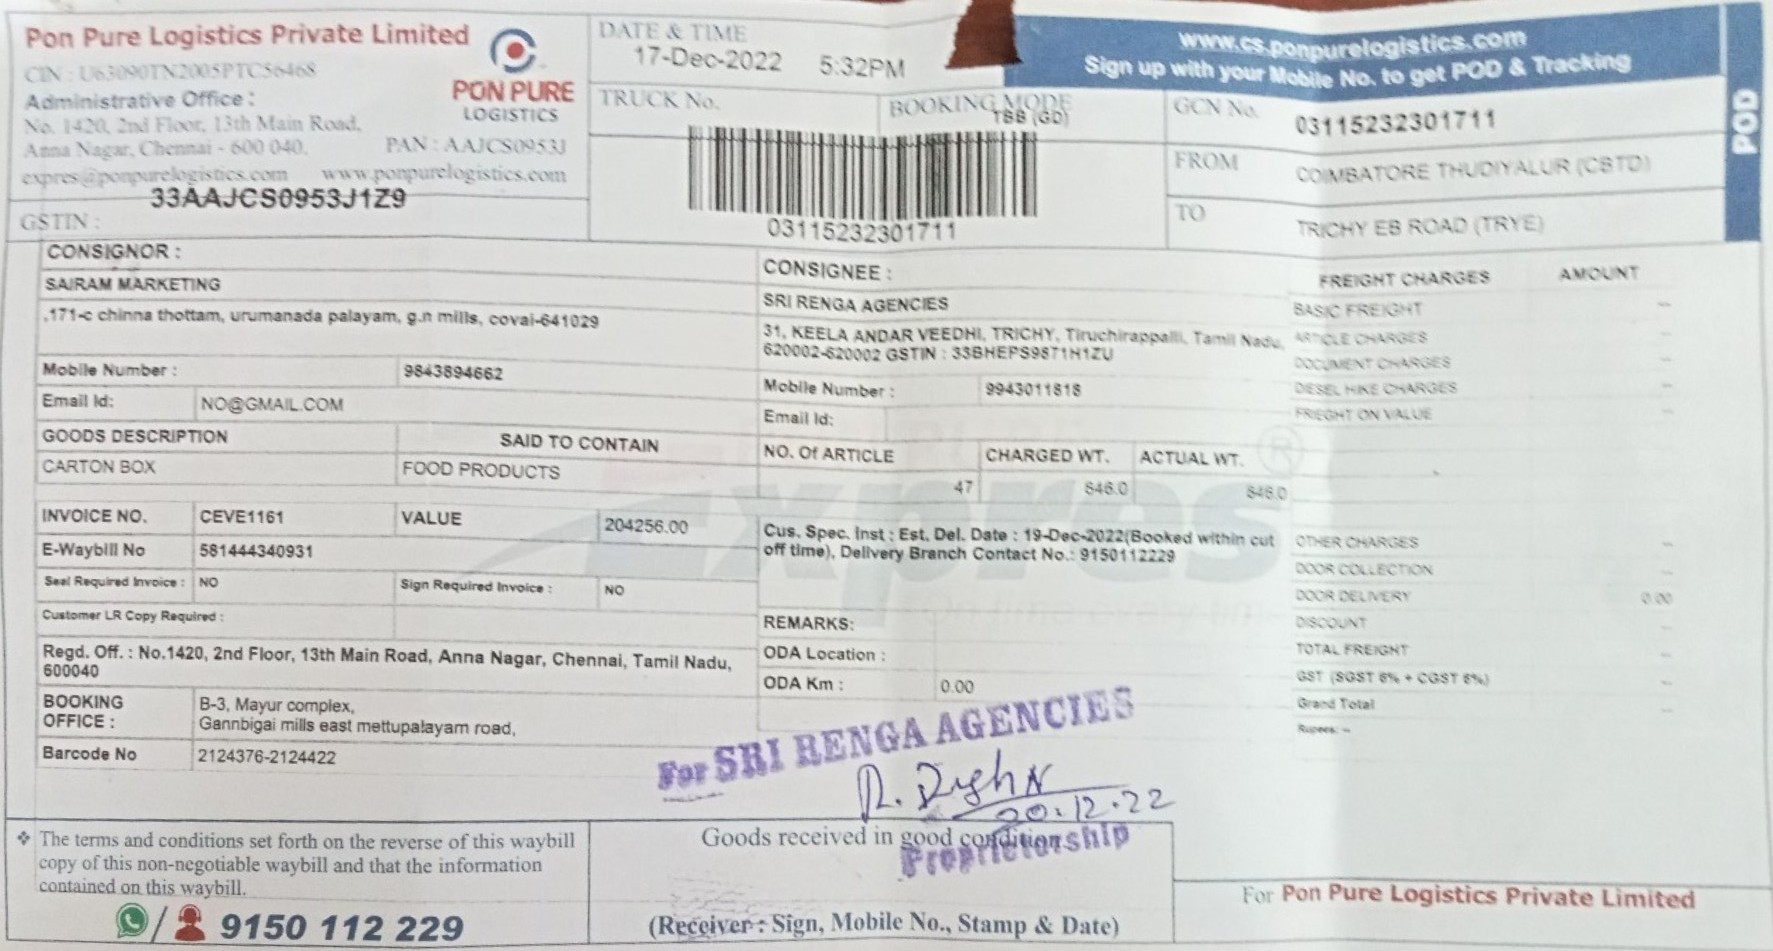 Pon Pure Logistics Private Limited
CIN : U63090TN2005PTC56468
Administrative Office :
No. 1420, 2nd Floor, 13th Main Road,
Anna Nagar, Chennai - 600 040.
PAN : AAJCS0953J
expres@ponpurelogistics.com www.ponpurelogistics.com
33AAJCS0953J1Z9
GSTIN :
PON PURE
LOGISTICS
DATE & TIME
17-Dec-2022 5:32PM
TRUCK No.
BOOKING MODE
TBB (GD)
03115232301711
www.cs.ponpurelogistics.com
Sign up with your Mobile No. to get POD & Tracking
POD
GCN No.
03115232301711
FROM
COIMBATORE THUDIYALUR (CBTD)
TO
TRICHY EB ROAD (TRYE)
CONSIGNOR :
SAIRAM MARKETING
,171-c chinna thottam, urumanada palayam, g.n mills, covai-641029
Mobile Number : 9843894662
Email Id: NO@GMAIL.COM
GOODS DESCRIPTION SAID TO CONTAIN
CARTON BOX FOOD PRODUCTS
INVOICE NO. CEVE1161 VALUE 204256.00
E-Waybill No 581444340931
Seal Required Invoice : NO Sign Required Invoice : NO
Customer LR Copy Required :
Regd. Off. : No.1420, 2nd Floor, 13th Main Road, Anna Nagar, Chennai, Tamil Nadu,
600040
BOOKING
OFFICE :
B-3, Mayur complex,
Gannbigai mills east mettupalayam road,
Barcode No 2124376-2124422
CONSIGNEE :
SRI RENGA AGENCIES
31, KEELA ANDAR VEEDHI, TRICHY, Tiruchirappalli, Tamil Nadu,
620002-620002 GSTIN : 33BHEPS9871H1ZU
Mobile Number : 9943011818
Email Id:
NO. Of ARTICLE CHARGED WT. ACTUAL WT.
47 846.0 846.0
Cus. Spec. Inst : Est. Del. Date : 19-Dec-2022(Booked within cut
off time), Delivery Branch Contact No.: 9150112229
REMARKS:
ODA Location :
ODA Km : 0.00
FREIGHT CHARGES AMOUNT
BASIC FREIGHT --
ARTICLE CHARGES --
DOCUMENT CHARGES --
DIESEL HIKE CHARGES --
FRIEGHT ON VALUE --
OTHER CHARGES --
DOOR COLLECTION --
DOOR DELIVERY 0.00
DISCOUNT --
TOTAL FREIGHT --
GST (SGST 6% + CGST 6%) --
Grand Total --
Rupees: --
Expres
On time every time
For SRI RENGA AGENCIES
20.12.22
Proprietorship
The terms and conditions set forth on the reverse of this waybill
copy of this non-negotiable waybill and that the information
contained on this waybill.
9150 112 229
Goods received in good condition
(Receiver : Sign, Mobile No., Stamp & Date)
For Pon Pure Logistics Private Limited